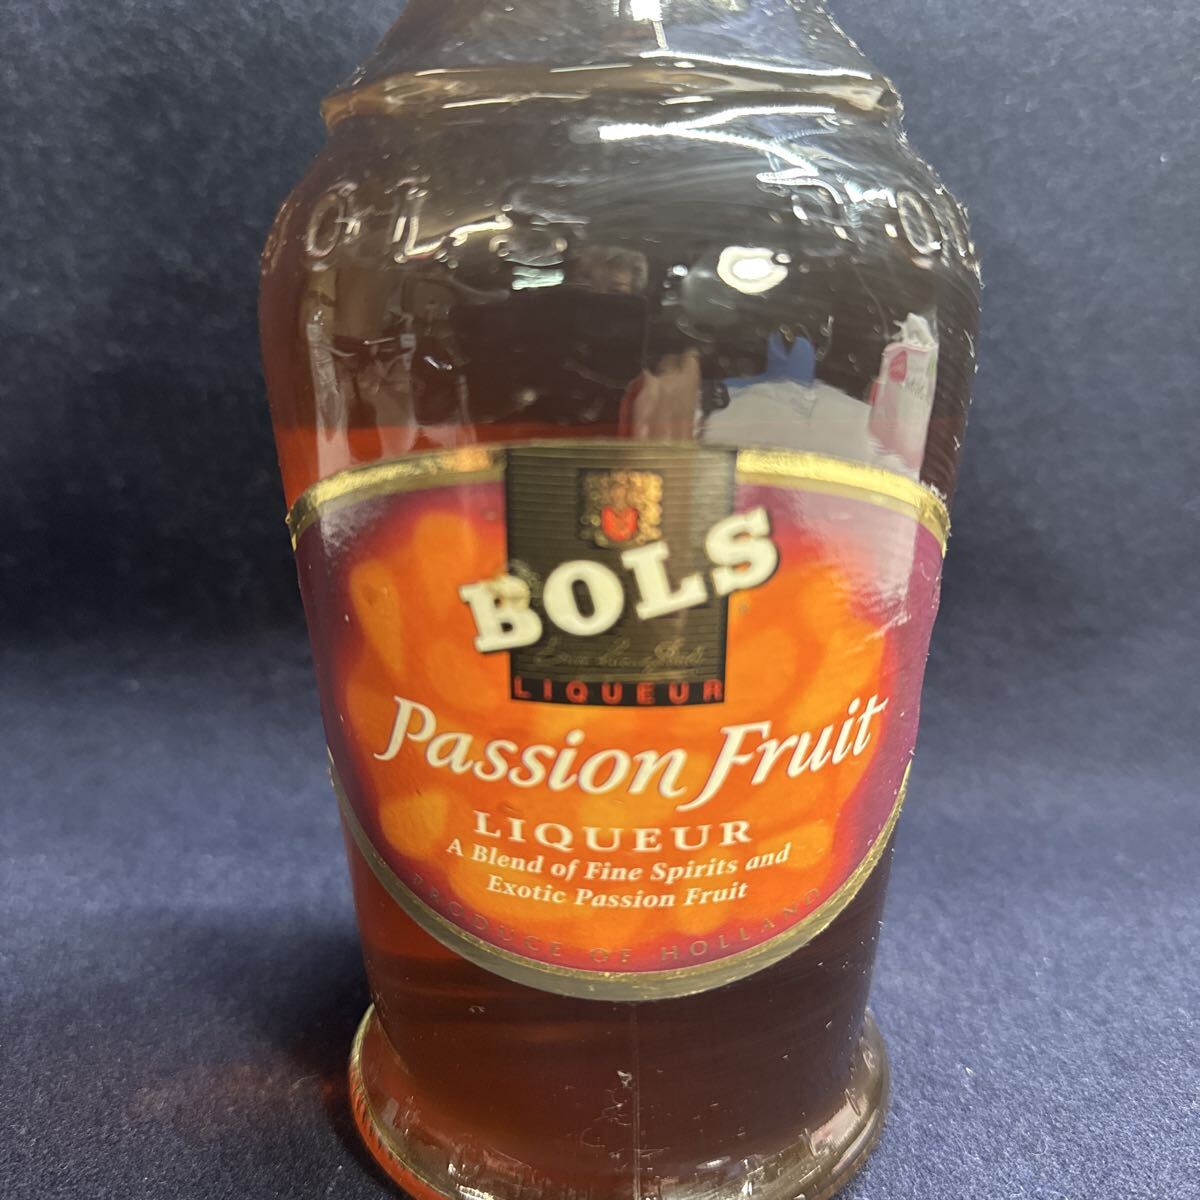 BOLS
LIQUEUR
Passion Fruit
LIQUEUR
A Blend of Fine Spirits and
Exotic Passion Fruit
PRODUCE OF HOLLAND